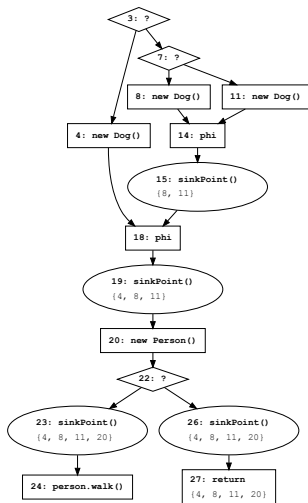 3: ?
7: ?
8: new Dog()
11: new Dog()
4: new Dog()
14: phi
15: sinkPoint()
{8, 11}
18: phi
19: sinkPoint()
{4, 8, 11}
20: new Person()
22: ?
23: sinkPoint()
{4, 8, 11, 20}
26: sinkPoint()
{4, 8, 11, 20}
24: person.walk()
27: return
{4, 8, 11, 20}